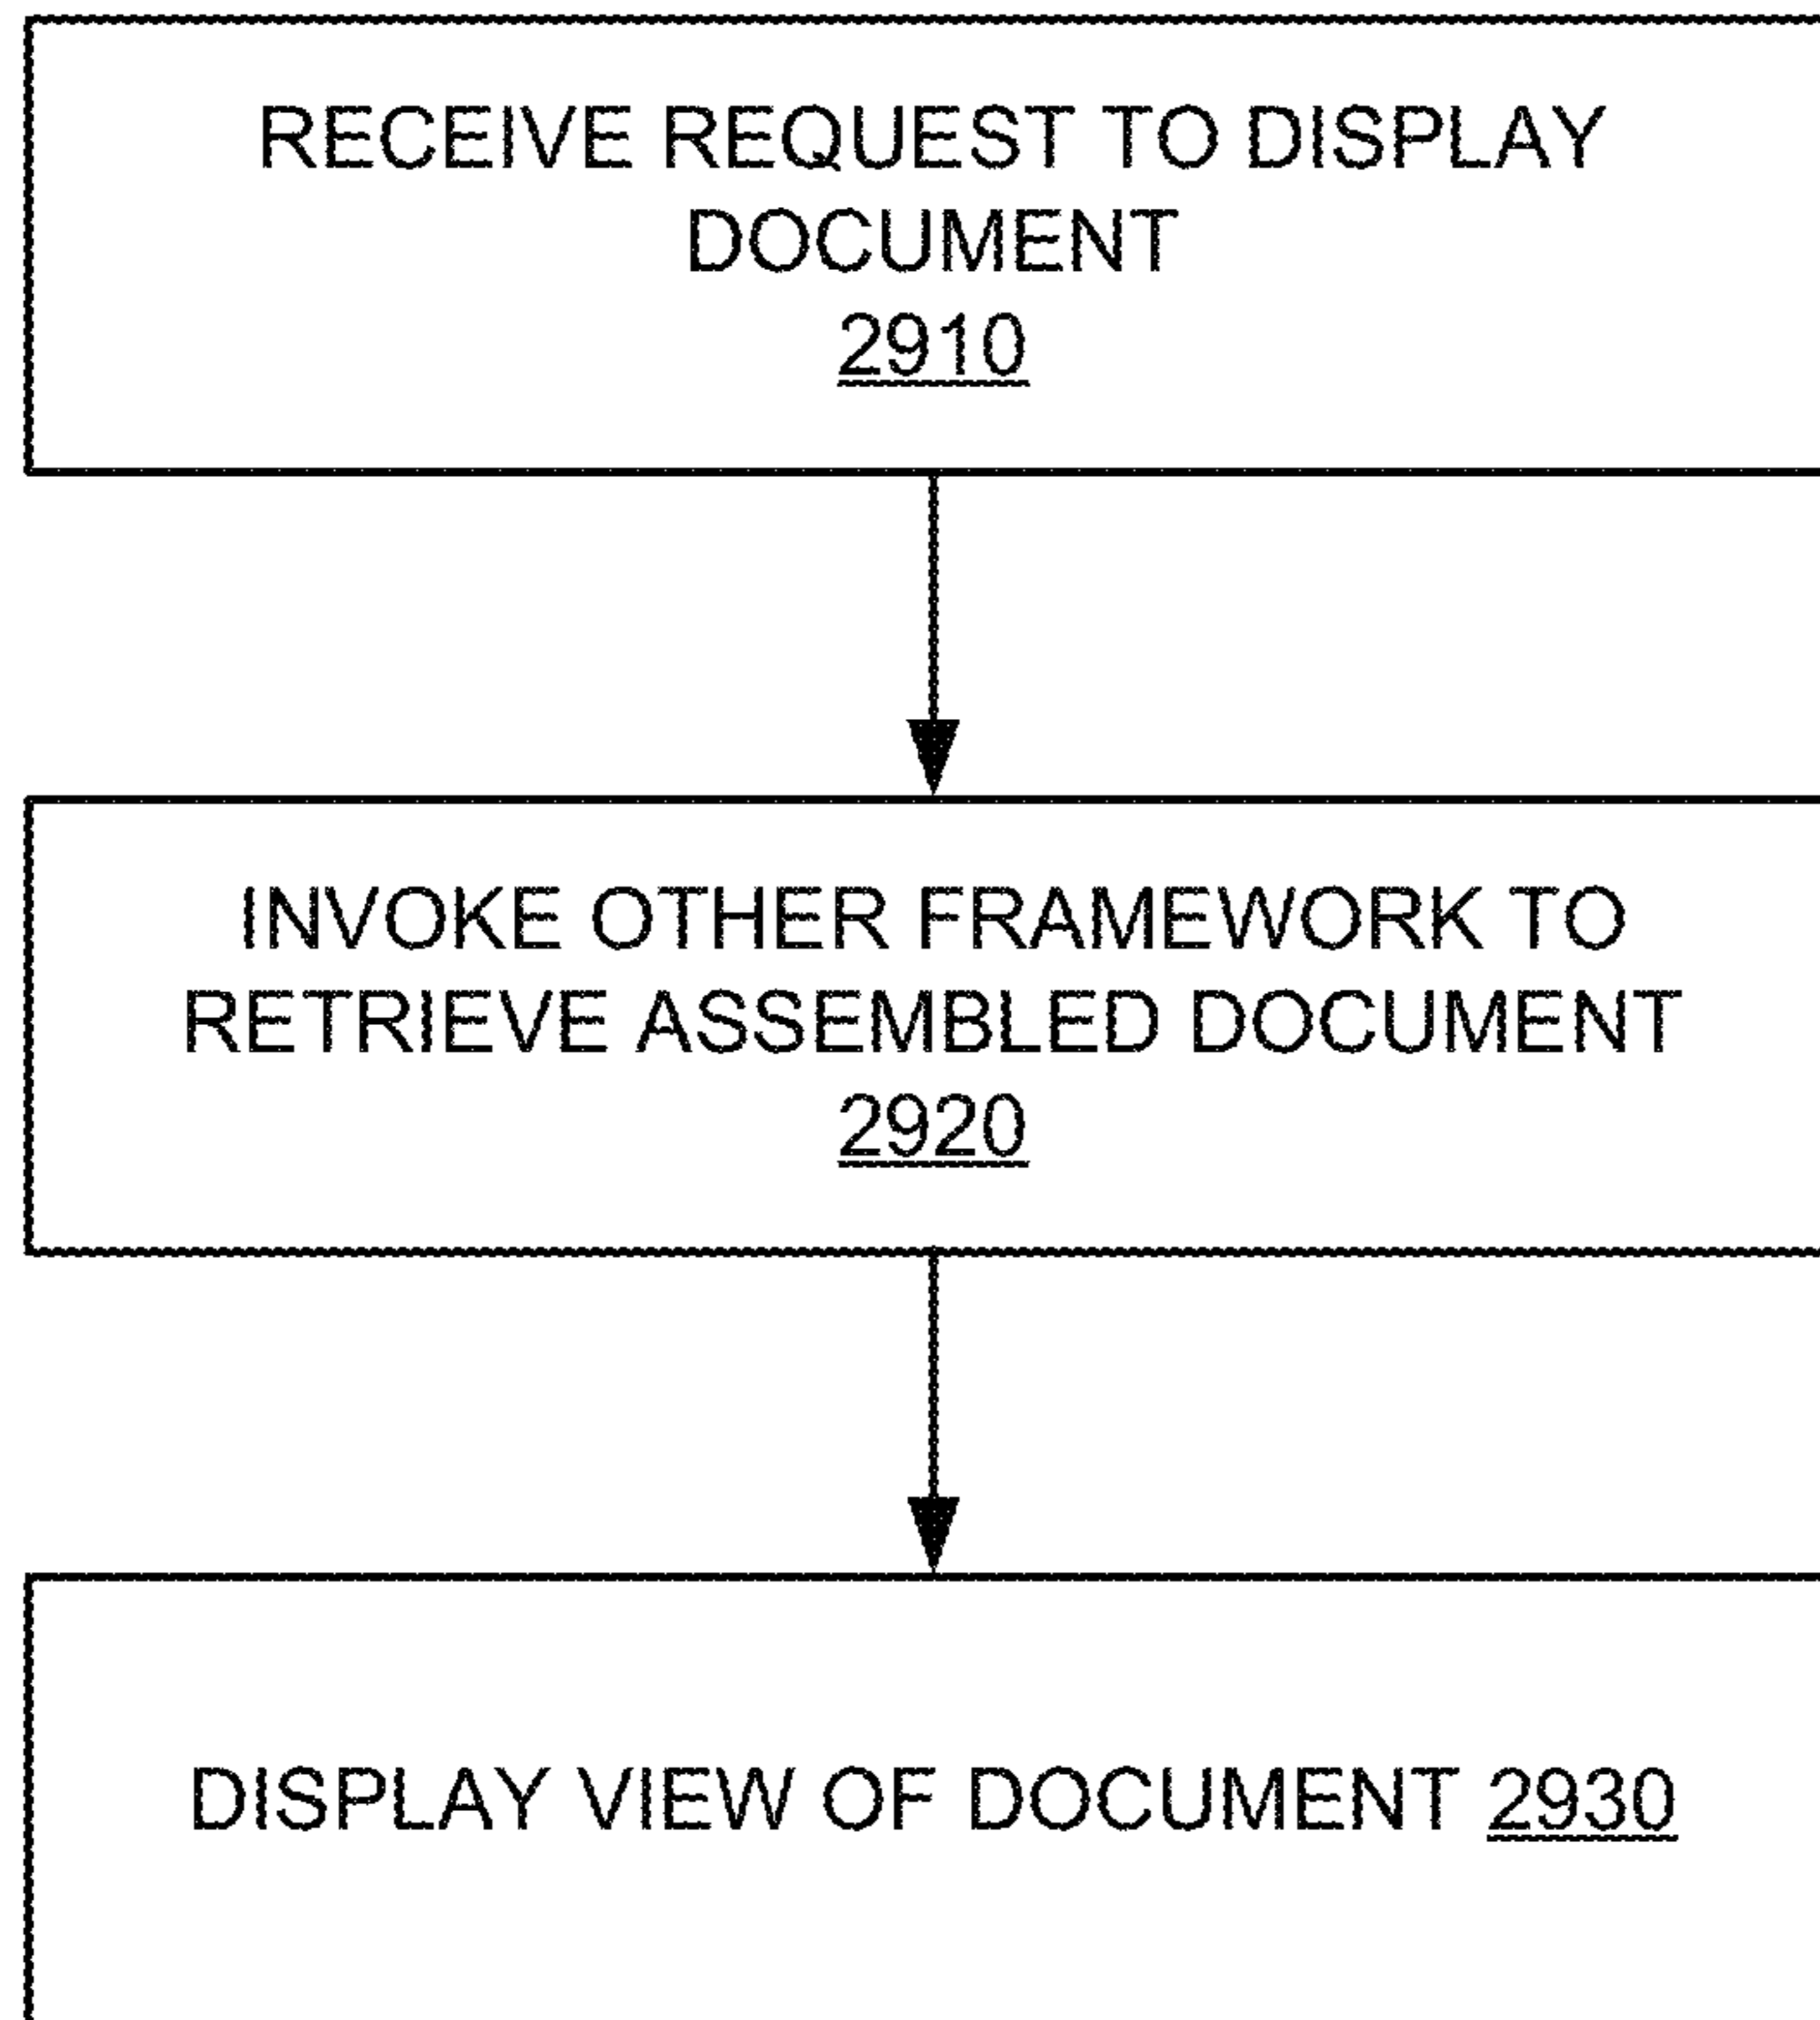 RECEIVE REQUEST TO DISPLAY
DOCUMENT
2910
INVOKE OTHER FRAMEWORK TO
RETRIEVE ASSEMBLED DOCUMENT
2920
DISPLAY VIEW OF DOCUMENT 2930